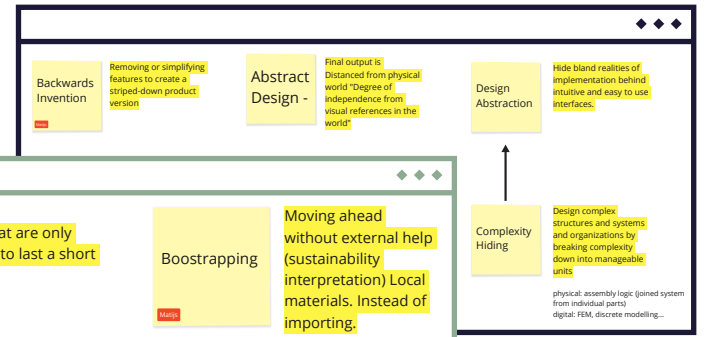 Backwards
Invention
Matijs
Removing or simplifying
features to create a
striped-down product
version
Abstract
Design -
Final output is
Distanced from physical
world "Degree of
independence from
visual references in the
world"
Design
Abstraction
Hide bland realities of
implementation behind
intuitive and easy to use
interfaces.
at are only
to last a short
Boostrapping
Matijs
Moving ahead
without external help
(sustainability
interpretation) Local
materials. Instead of
importing.
Complexity
Hiding
Design complex
structures and systems
and organizations by
breaking complexity
down into manageable
units
physical: assembly logic (joined system
from individual parts)
digital: FEM, discrete modelling...